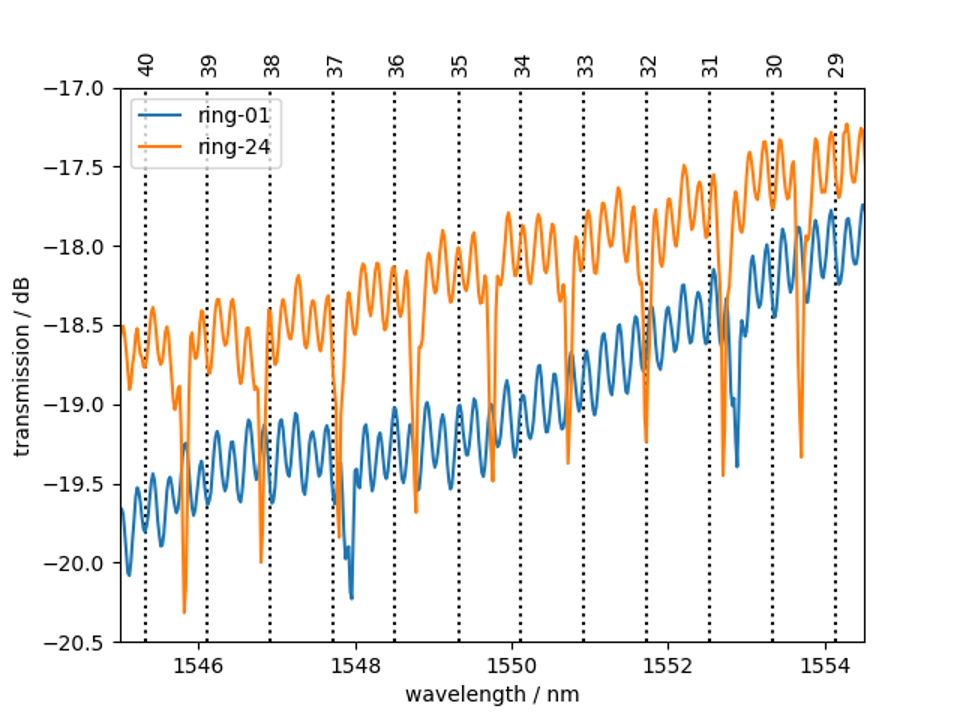 40 39 38 37 36 35 34 33 32 31 30 29
−17.0
−17.5
−18.0
−18.5
−19.0
−19.5
−20.0
−20.5
transmission / dB
ring-01
ring-24
1546 1548 1550 1552 1554
wavelength / nm